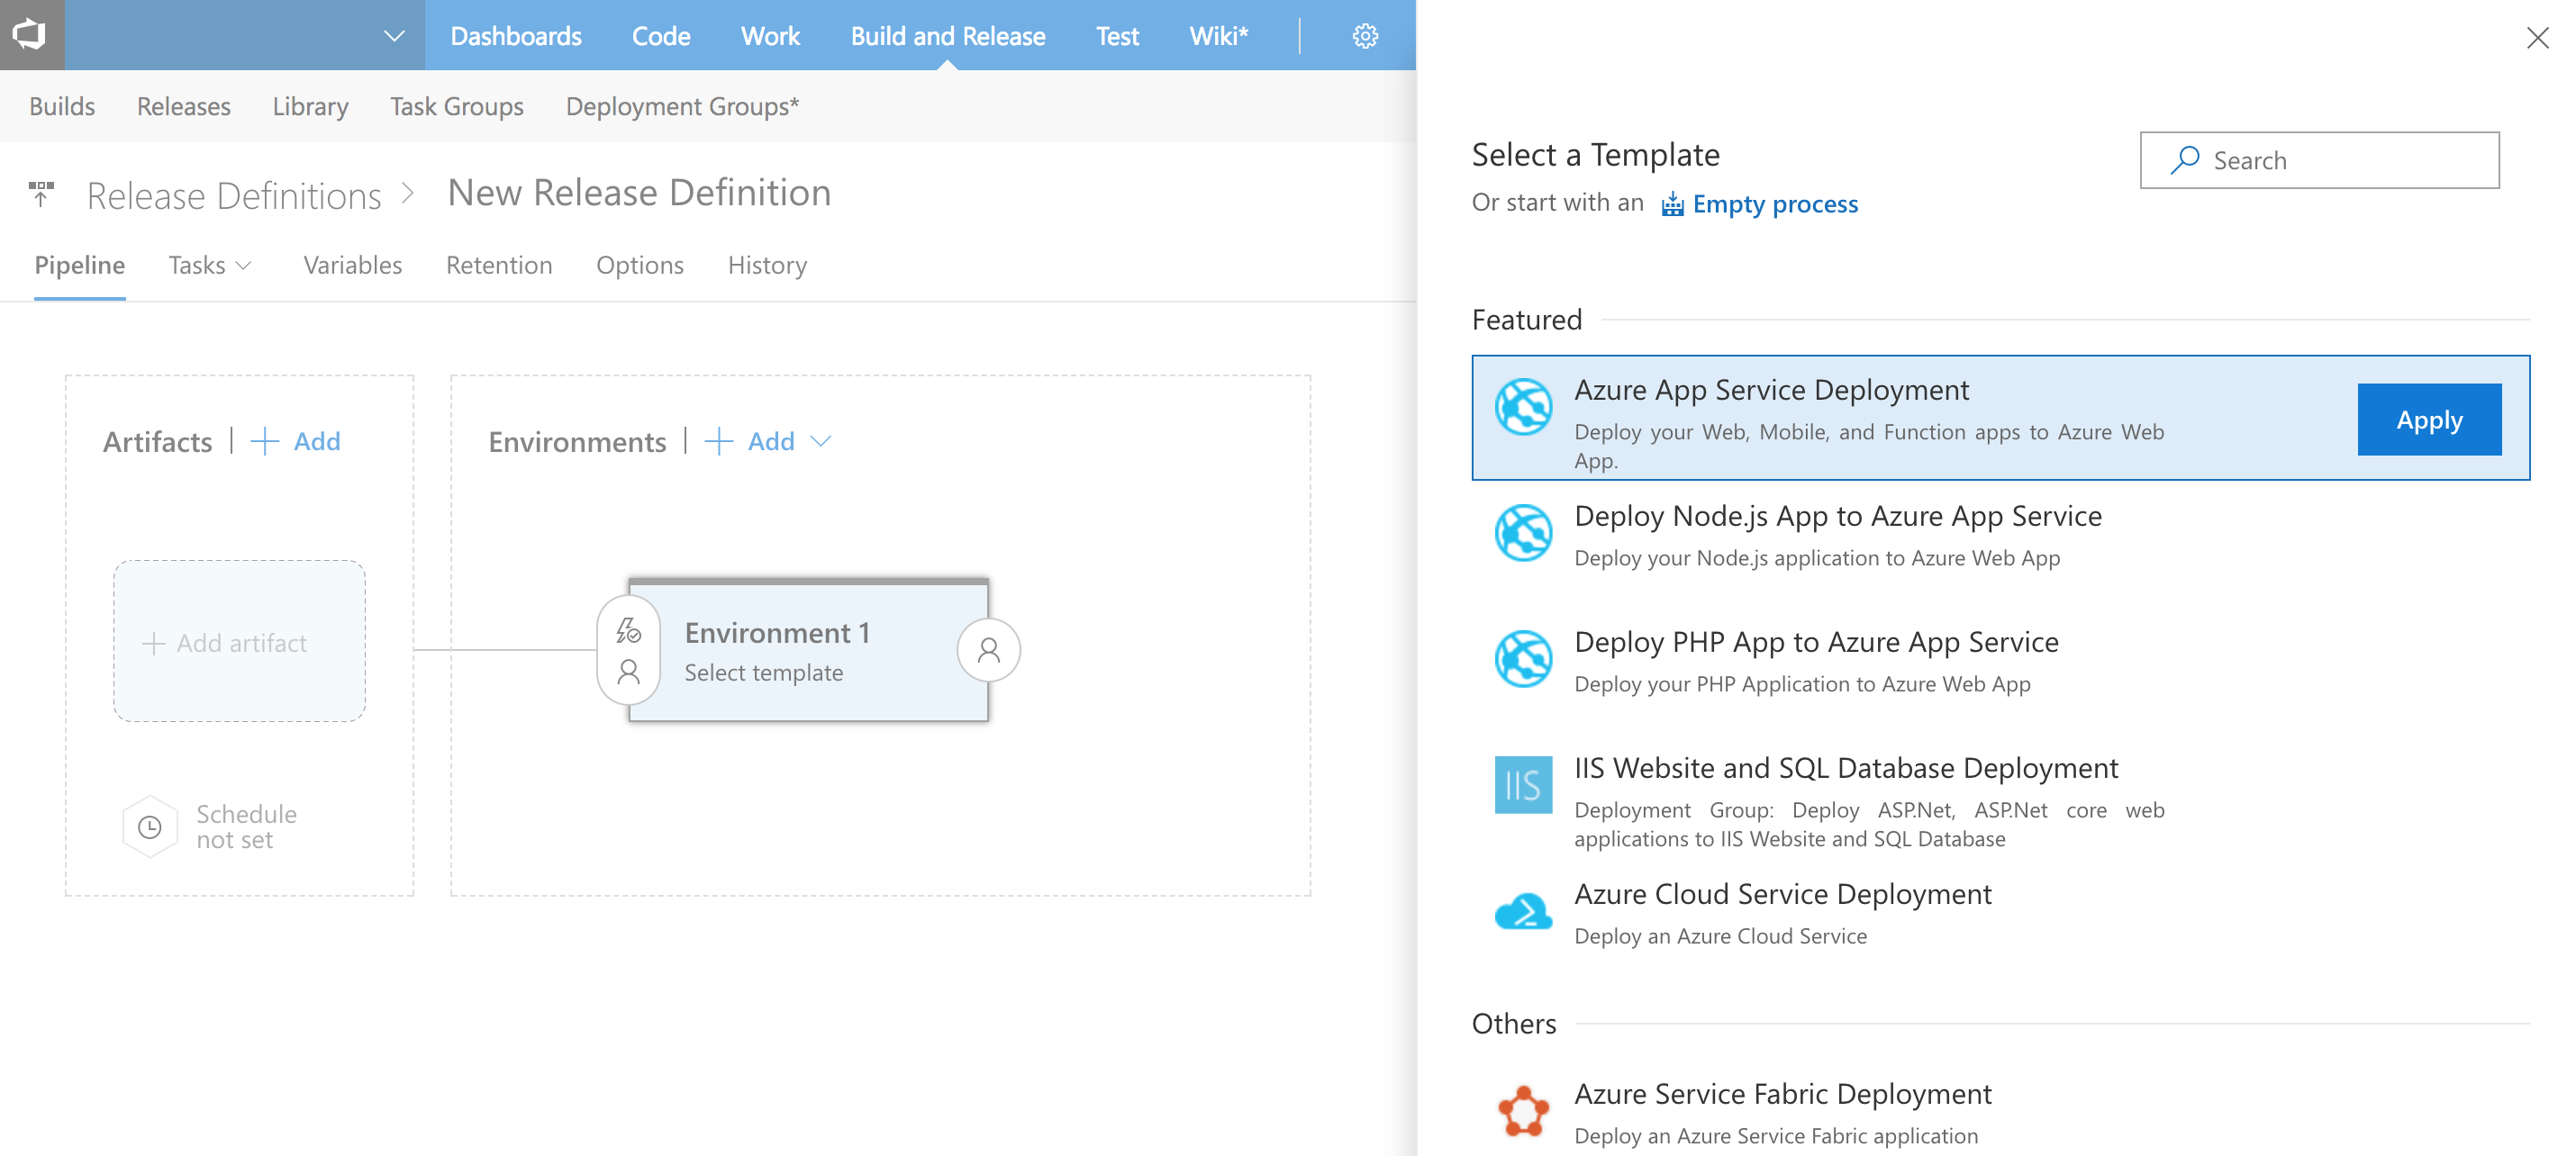 Dashboards Code Work Build and Release Test Wiki*
Builds Releases Library Task Groups Deployment Groups*
Release Definitions > New Release Definition
Pipeline Tasks Variables Retention Options History
Artifacts | + Add
Environments | + Add
+ Add artifact
Environment 1
Select template
Schedule
not set
Select a Template
Search
Or start with an Empty process
Featured
Azure App Service Deployment
Deploy your Web, Mobile, and Function apps to Azure Web
App.
Apply
Deploy Node.js App to Azure App Service
Deploy your Node.js application to Azure Web App
Deploy PHP App to Azure App Service
Deploy your PHP Application to Azure Web App
IIS
IIS Website and SQL Database Deployment
Deployment Group: Deploy ASP.Net, ASP.Net core web
applications to IIS Website and SQL Database
Azure Cloud Service Deployment
Deploy an Azure Cloud Service
Others
Azure Service Fabric Deployment
Deploy an Azure Service Fabric application